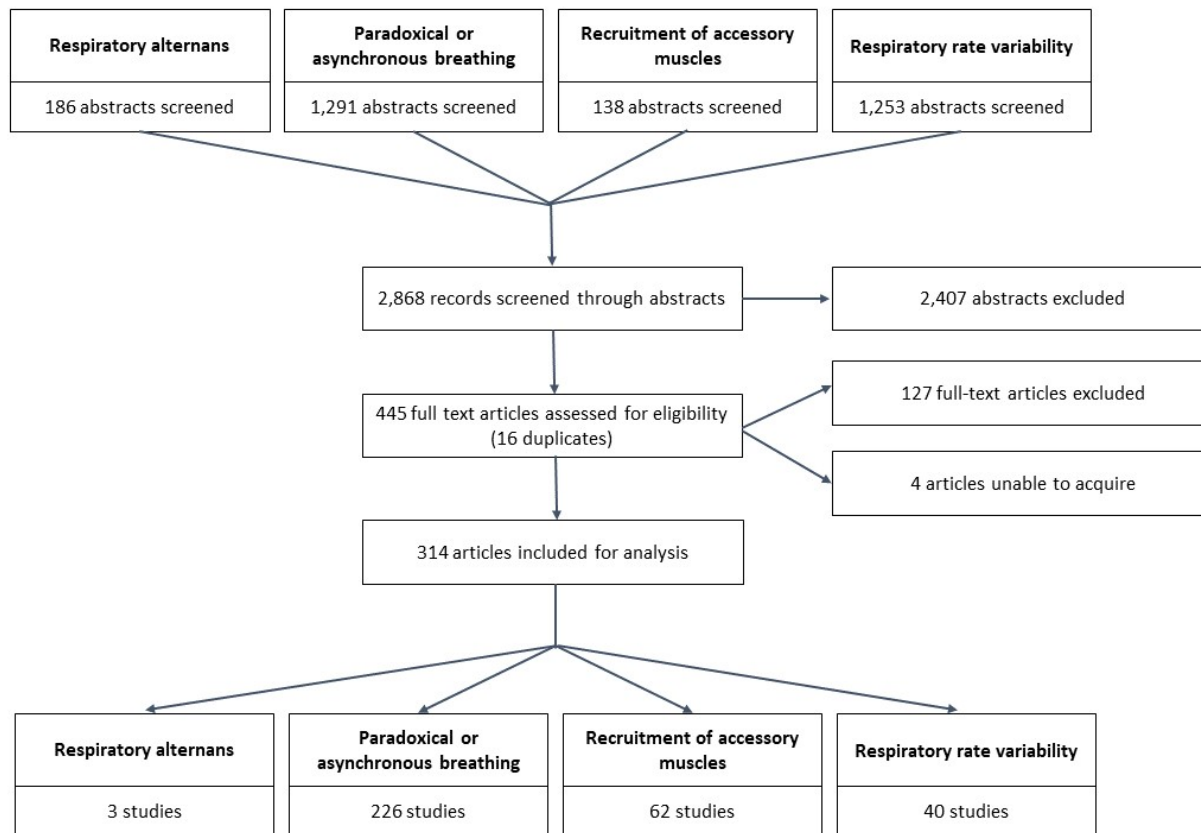 Respiratory alternans
186 abstracts screened
Paradoxical or
asynchronous breathing
1,291 abstracts screened
Recruitment of accessory
muscles
138 abstracts screened
Respiratory rate variability
1,253 abstracts screened
2,868 records screened through abstracts
2,407 abstracts excluded
445 full text articles assessed for eligibility
(16 duplicates)
127 full-text articles excluded
4 articles unable to acquire
314 articles included for analysis
Respiratory alternans
3 studies
Paradoxical or
asynchronous breathing
226 studies
Recruitment of accessory
muscles
62 studies
Respiratory rate variability
40 studies